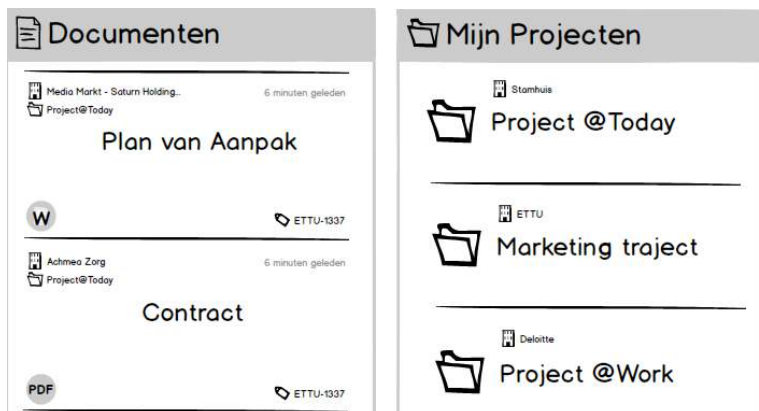 Documenten
Media Markt - Saturn Holding..
6 minuten geleden
Project@Today
Plan van Aanpak
W
ETTU-1337
Achmea Zorg
6 minuten geleden
Project@Today
Contract
PDF
ETTU-1337
Mijn Projecten
Stamhuis
Project @Today
ETTU
Marketing traject
Deloitte
Project @Work